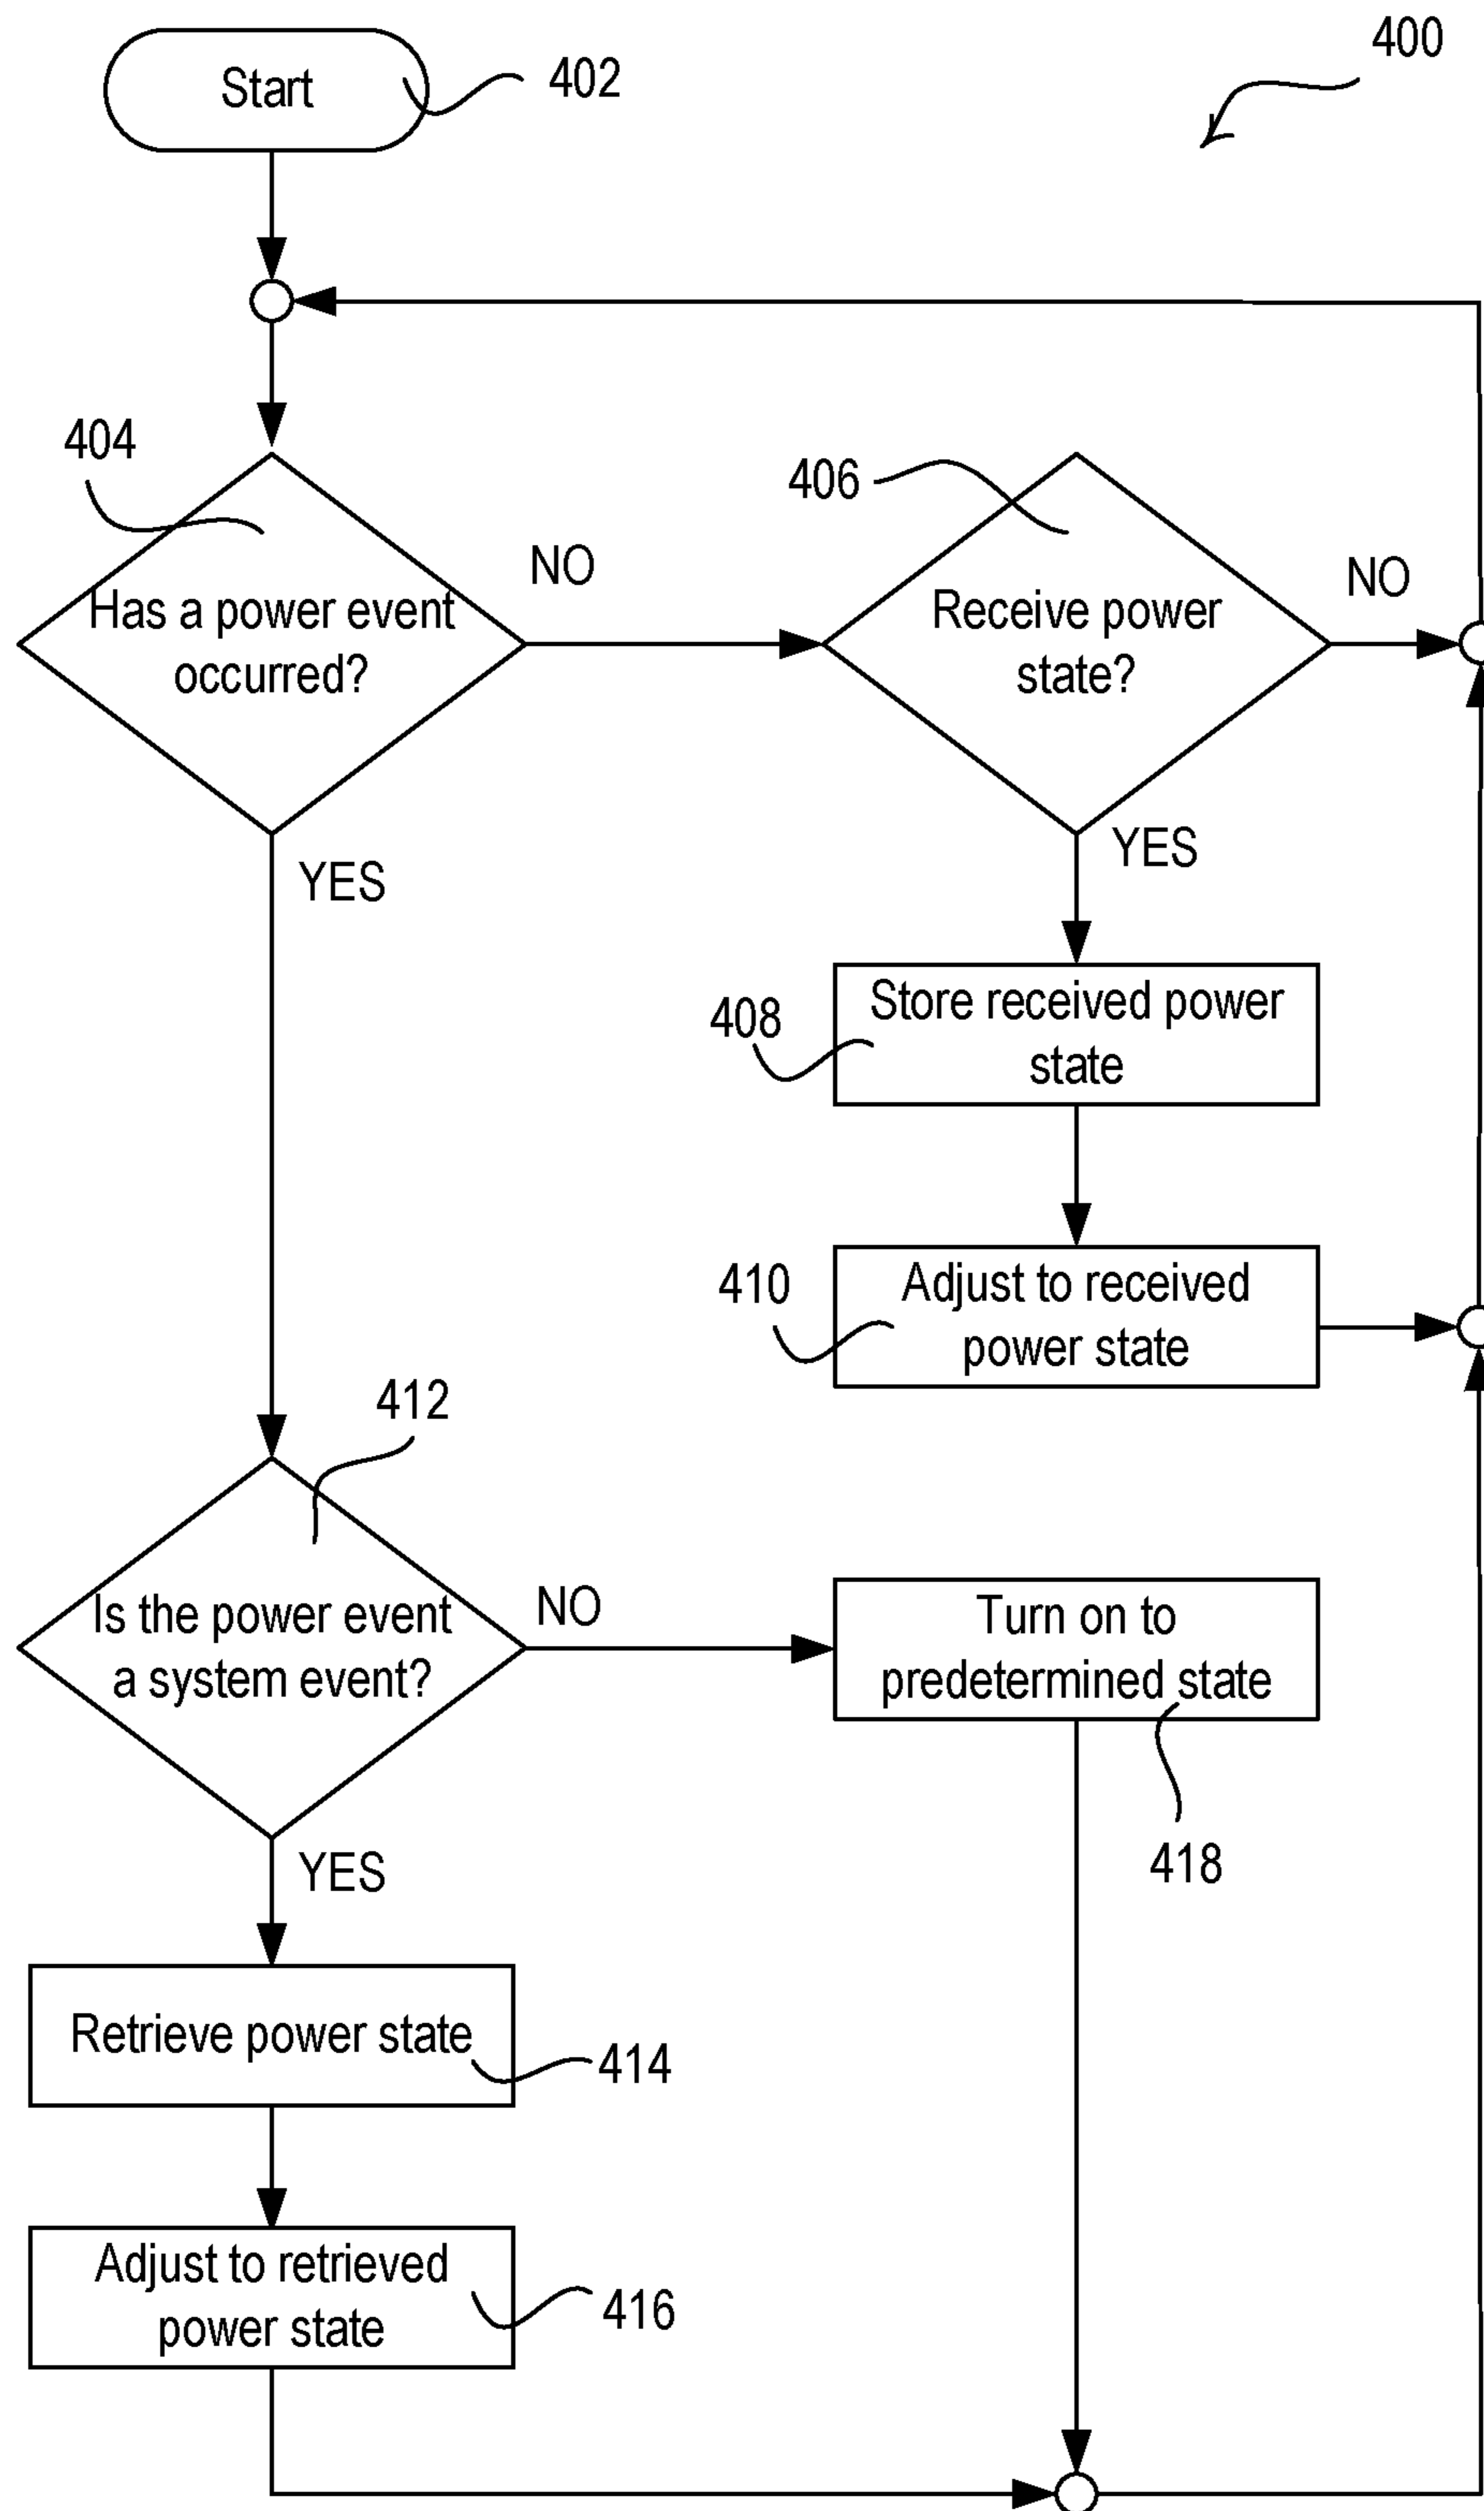 400
Start
402
404
Has a power event
occurred?
NO
406
Receive power
state?
NO
YES
YES
408
Store received power
state
410
Adjust to received
power state
412
Is the power event
a system event?
NO
Turn on to
predetermined state
418
YES
Retrieve power state
414
Adjust to retrieved
power state
416